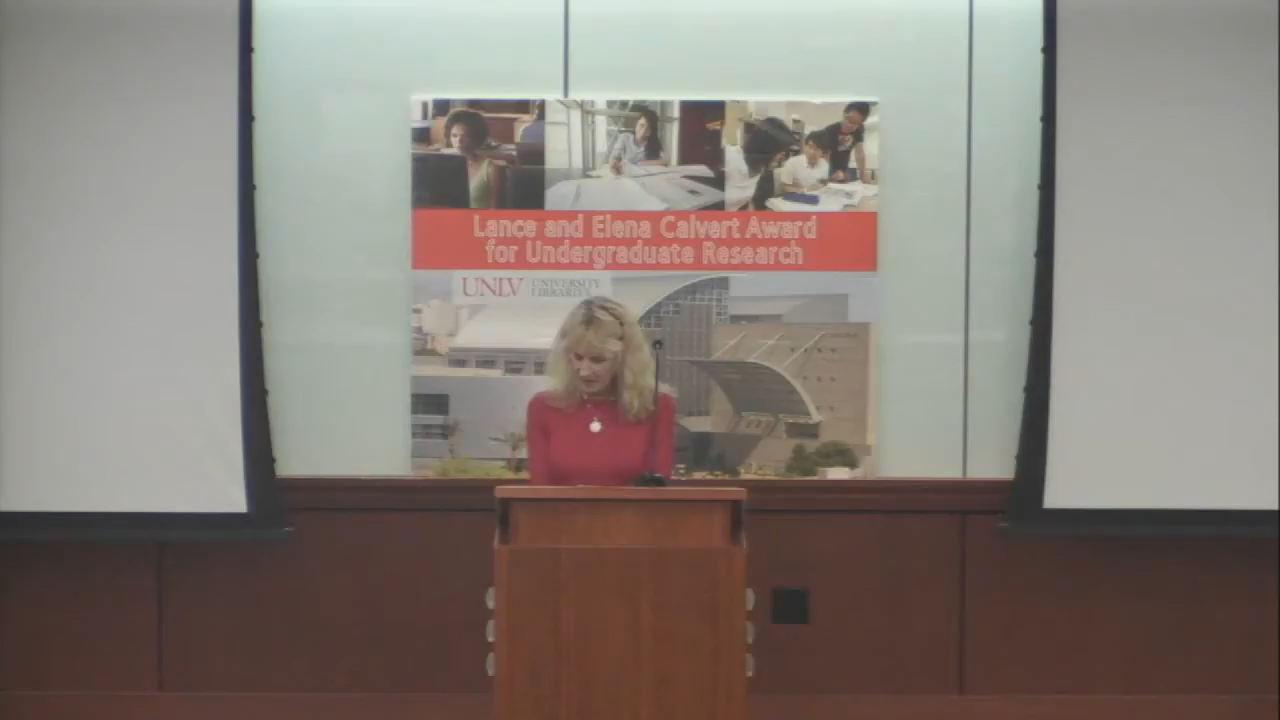 Lance and Elena Calvert Award
for Undergraduate Research
UNLV
UNIVERSITY
LIBRARIES